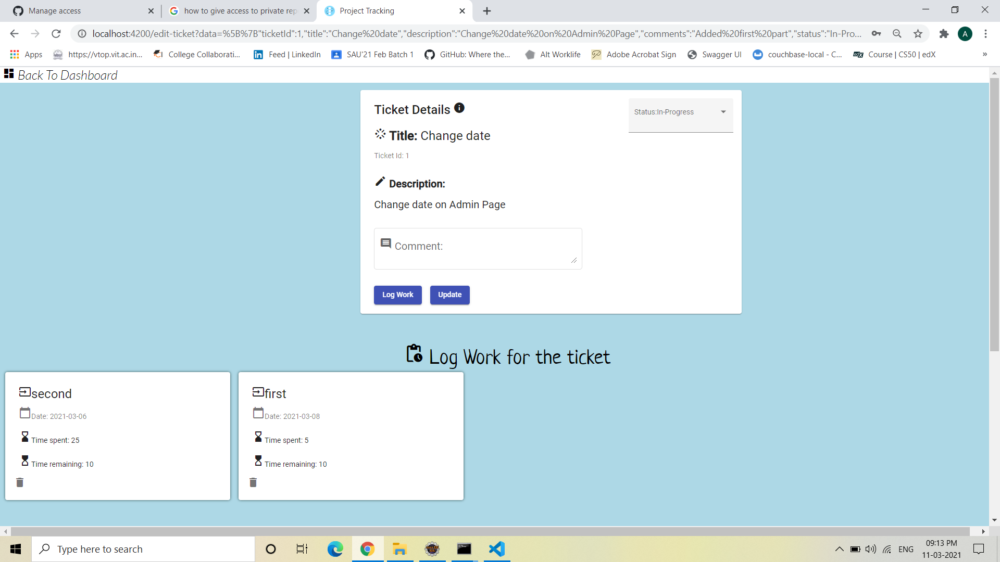 Manage access
how to give access to private rep
Project Tracking
localhost:4200/edit-ticket?data=%5B%7B"ticketId":1,"title":"Change%20date","description":"Change%20date%20on%20Admin%20Page","comments":"Added%20first%20part","status":"In-Pro...
A
Apps
https://vtop.vit.ac.in...
College Collaborati...
Feed | LinkedIn
SAU'21 Feb Batch 1
GitHub: Where the...
Alt Worklife
Adobe Acrobat Sign
Swagger UI
couchbase-local - C...
edX
Course | CS50 | edX
»
Back To Dashboard
Ticket Details
Status:In-Progress
Title: Change date
Ticket Id: 1
Description:
Change date on Admin Page
Comment:
Log Work
Update
Log Work for the ticket
second
Date: 2021-03-06
Time spent: 25
Time remaining: 10
first
Date: 2021-03-08
Time spent: 5
Time remaining: 10
Type here to search
ENG
09:13 PM
11-03-2021